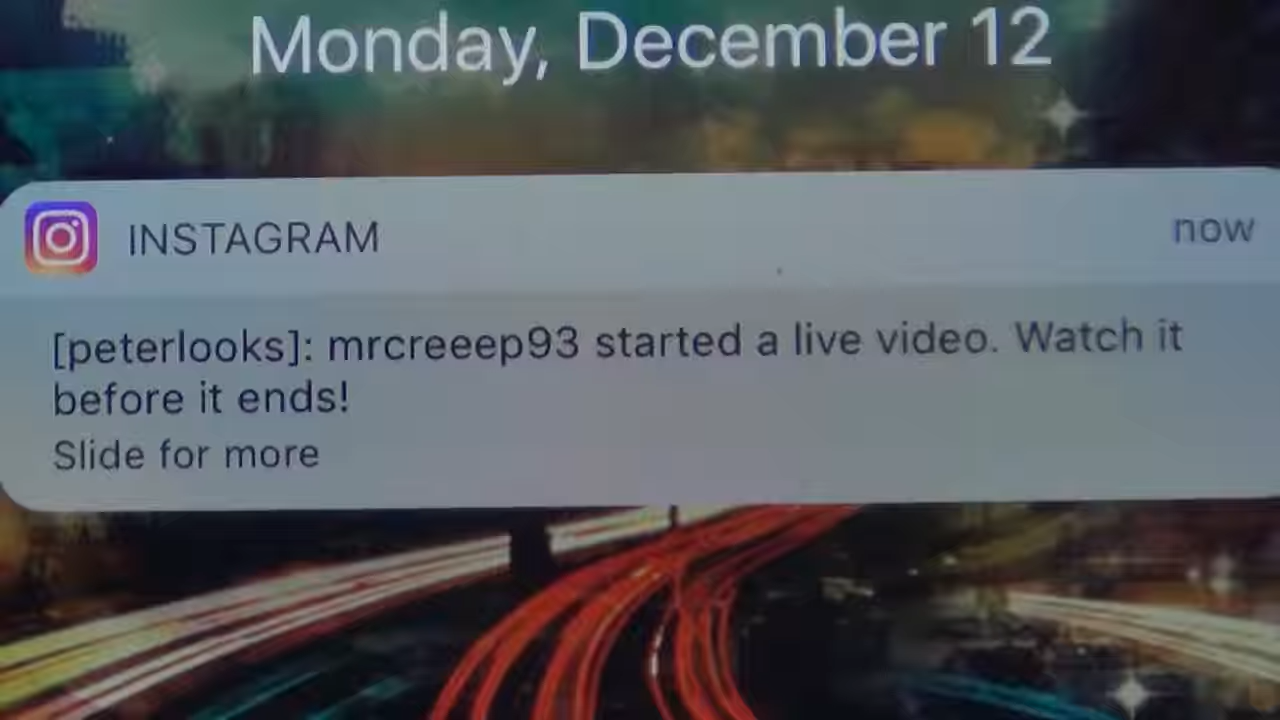 Monday, December 12
INSTAGRAM
now
[peterlooks]: mrcreeep93 started a live video. Watch it
before it ends!
Slide for more